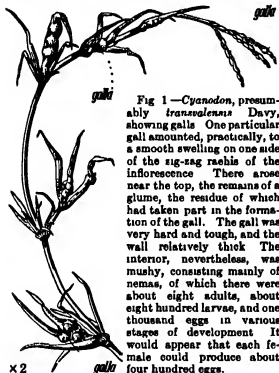 galla
galli
Fig 1 —Cyanodon, presum-
ably transvalensis Davy,
showing galls One particular
gall amounted, practically, to
a smooth swelling on one side
of the zig-zag rachis of the
inflorescence There arose
near the top, the remains of a
glume, the residue of which
had taken part in the forma-
tion of the gall. The gall was
very hard and tough, and the
wall relatively thick The
interior, nevertheless, was
mushy, consisting mainly of
nemas, of which there were
about eight adults, about
eight hundred larvae, and one
thousand eggs in various
stages of development It
would appear that each fe-
male could produce about
four hundred eggs.
× 2
galla